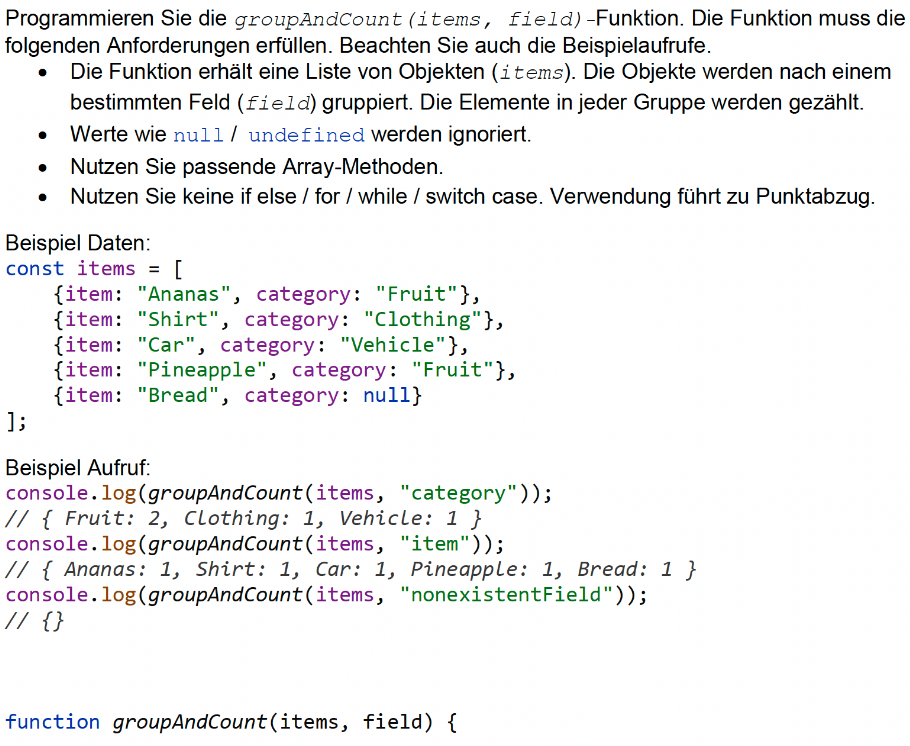 Programmieren Sie die groupAndCount(items, field)-Funktion. Die Funktion muss die
folgenden Anforderungen erfüllen. Beachten Sie auch die Beispielaufrufe.
• Die Funktion erhält eine Liste von Objekten (items). Die Objekte werden nach einem
bestimmten Feld (field) gruppiert. Die Elemente in jeder Gruppe werden gezählt.
• Werte wie null / undefined werden ignoriert.
• Nutzen Sie passende Array-Methoden.
• Nutzen Sie keine if else / for / while / switch case. Verwendung führt zu Punktabzug.
Beispiel Daten:
const items = [
    {item: "Ananas", category: "Fruit"},
    {item: "Shirt", category: "Clothing"},
    {item: "Car", category: "Vehicle"},
    {item: "Pineapple", category: "Fruit"},
    {item: "Bread", category: null}
];
Beispiel Aufruf:
console.log(groupAndCount(items, "category"));
// { Fruit: 2, Clothing: 1, Vehicle: 1 }
console.log(groupAndCount(items, "item"));
// { Ananas: 1, Shirt: 1, Car: 1, Pineapple: 1, Bread: 1 }
console.log(groupAndCount(items, "nonexistentField"));
// {}
function groupAndCount(items, field) {